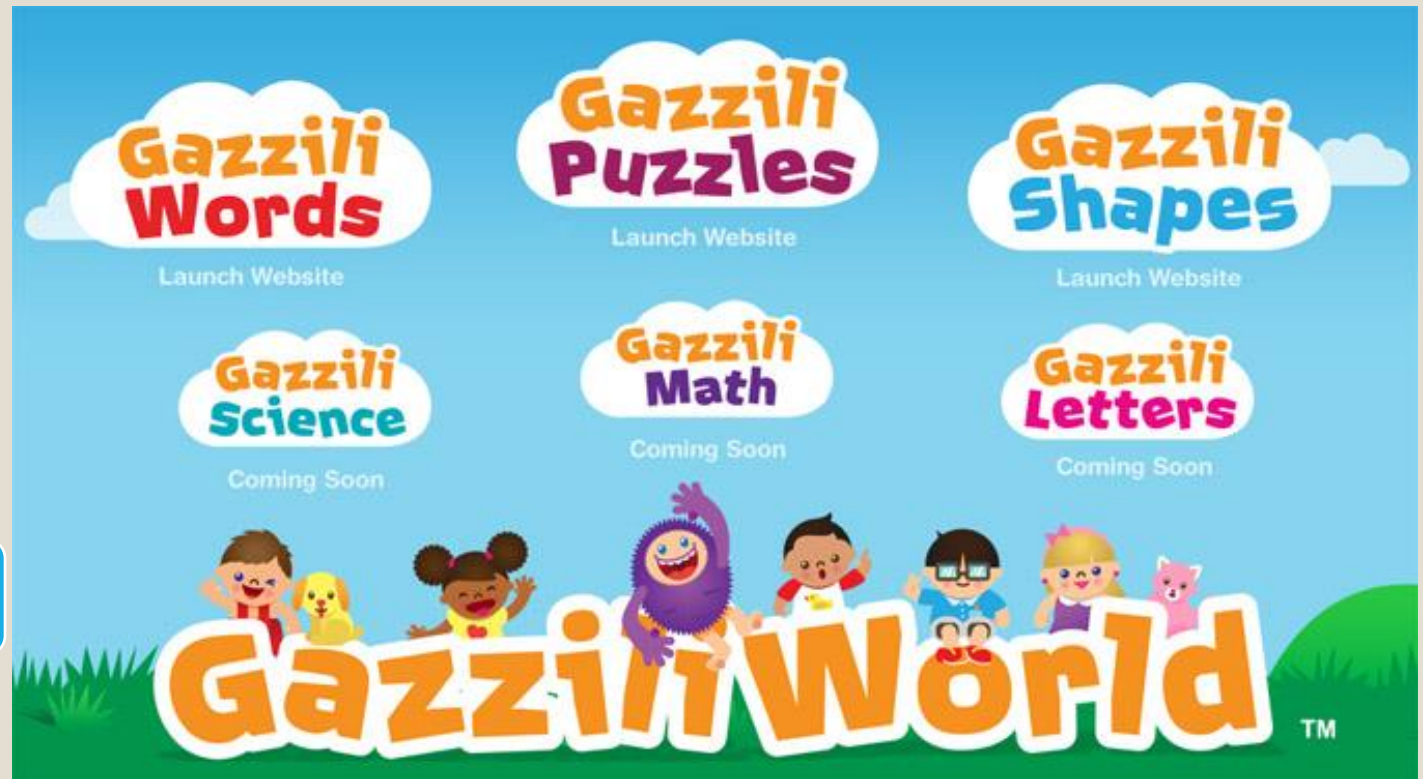 Gazzili
Words
Launch Website
Gazzili
Puzzles
Launch Website
Gazzili
Shapes
Launch Website
Gazzili
Science
Coming Soon
Gazzili
Math
Coming Soon
Gazzili
Letters
Coming Soon
Gazzili World TM